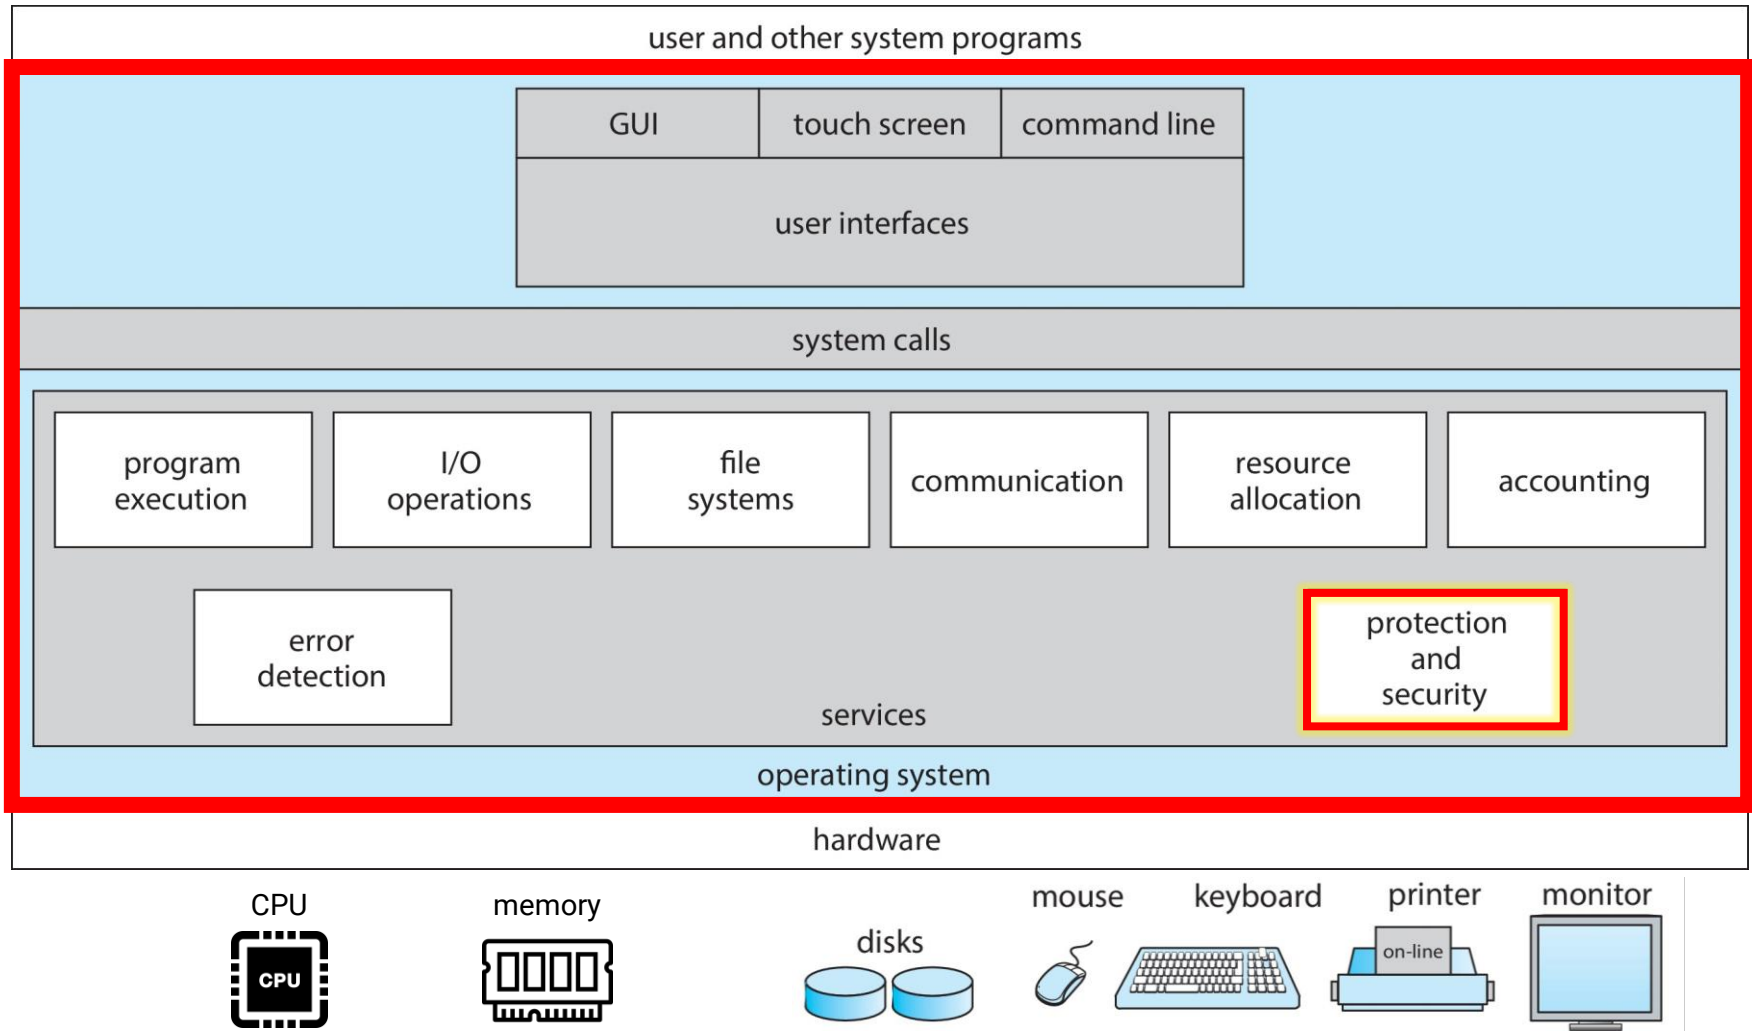 user and other system programs
GUI
touch screen
command line
user interfaces
system calls
program
execution
I/O
operations
file
systems
communication
resource
allocation
accounting
error
detection
protection
and
security
services
operating system
hardware
CPU
memory
disks
mouse
keyboard
printer
monitor
CPU
on-line